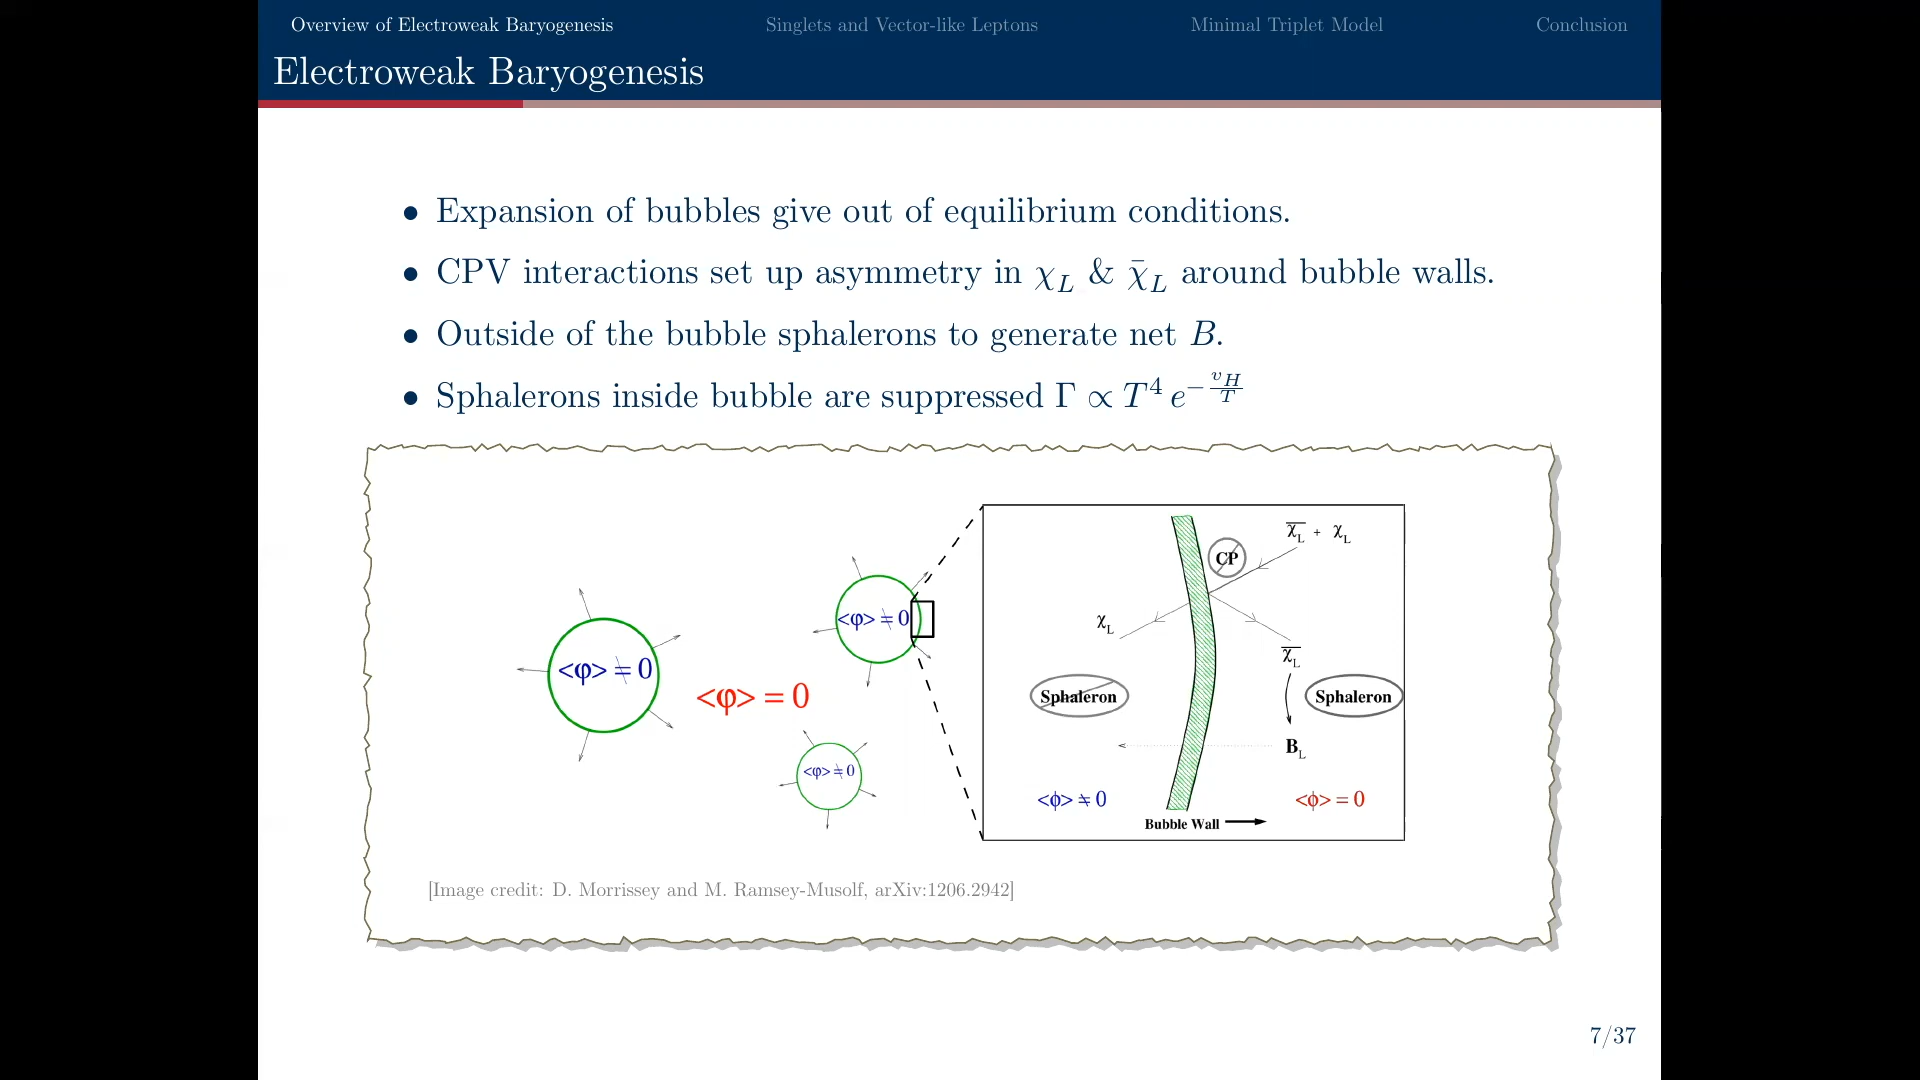 Overview of Electroweak Baryogenesis Singlets and Vector-like Leptons Minimal Triplet Model Conclusion
Electroweak Baryogenesis
• Expansion of bubbles give out of equilibrium conditions.
• CPV interactions set up asymmetry in χ_L & χ̄_L around bubble walls.
• Outside of the bubble sphalerons to generate net B.
• Sphalerons inside bubble are suppressed Γ ∝ T⁴ e^{-v_H/T}
χ̄_L + χ_L
CP
<φ> ≠ 0
χ_L
χ̄_L
<φ> ≠ 0
<φ> = 0
Sphaleron
Sphaleron
B_L
<φ> ≠ 0
<ϕ> ≠ 0
<ϕ> = 0
Bubble Wall
[Image credit: D. Morrissey and M. Ramsey-Musolf, arXiv:1206.2942]
7/37